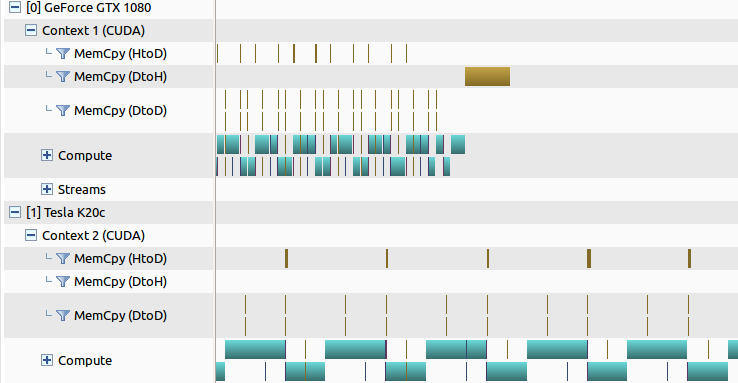 [0] GeForce GTX 1080
Context 1 (CUDA)
MemCpy (HtoD)
MemCpy (DtoH)
MemCpy (DtoD)
Compute
Streams
[1] Tesla K20c
Context 2 (CUDA)
MemCpy (HtoD)
MemCpy (DtoH)
MemCpy (DtoD)
Compute